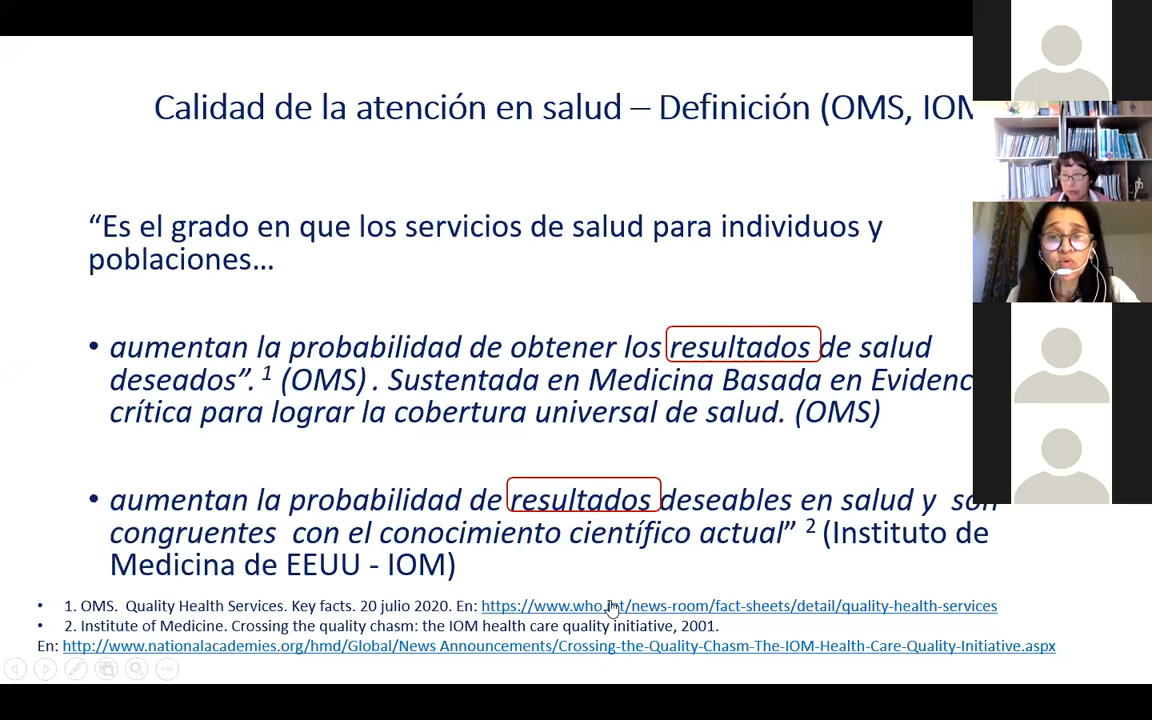 Calidad de la atención en salud – Definición (OMS, IOM
“Es el grado en que los servicios de salud para individuos y
poblaciones...
• aumentan la probabilidad de obtener los resultados de salud
deseados”. 1 (OMS) . Sustentada en Medicina Basada en Evidenc
crítica para lograr la cobertura universal de salud. (OMS)
• aumentan la probabilidad de resultados deseables en salud y son
congruentes con el conocimiento científico actual” 2 (Instituto de
Medicina de EEUU - IOM)
• 1. OMS. Quality Health Services. Key facts. 20 julio 2020. En: https://www.who.int/news-room/fact-sheets/detail/quality-health-services
• 2. Institute of Medicine. Crossing the quality chasm: the IOM health care quality initiative, 2001.
En: http://www.nationalacademies.org/hmd/Global/News Announcements/Crossing-the-Quality-Chasm-The-IOM-Health-Care-Quality-Initiative.aspx